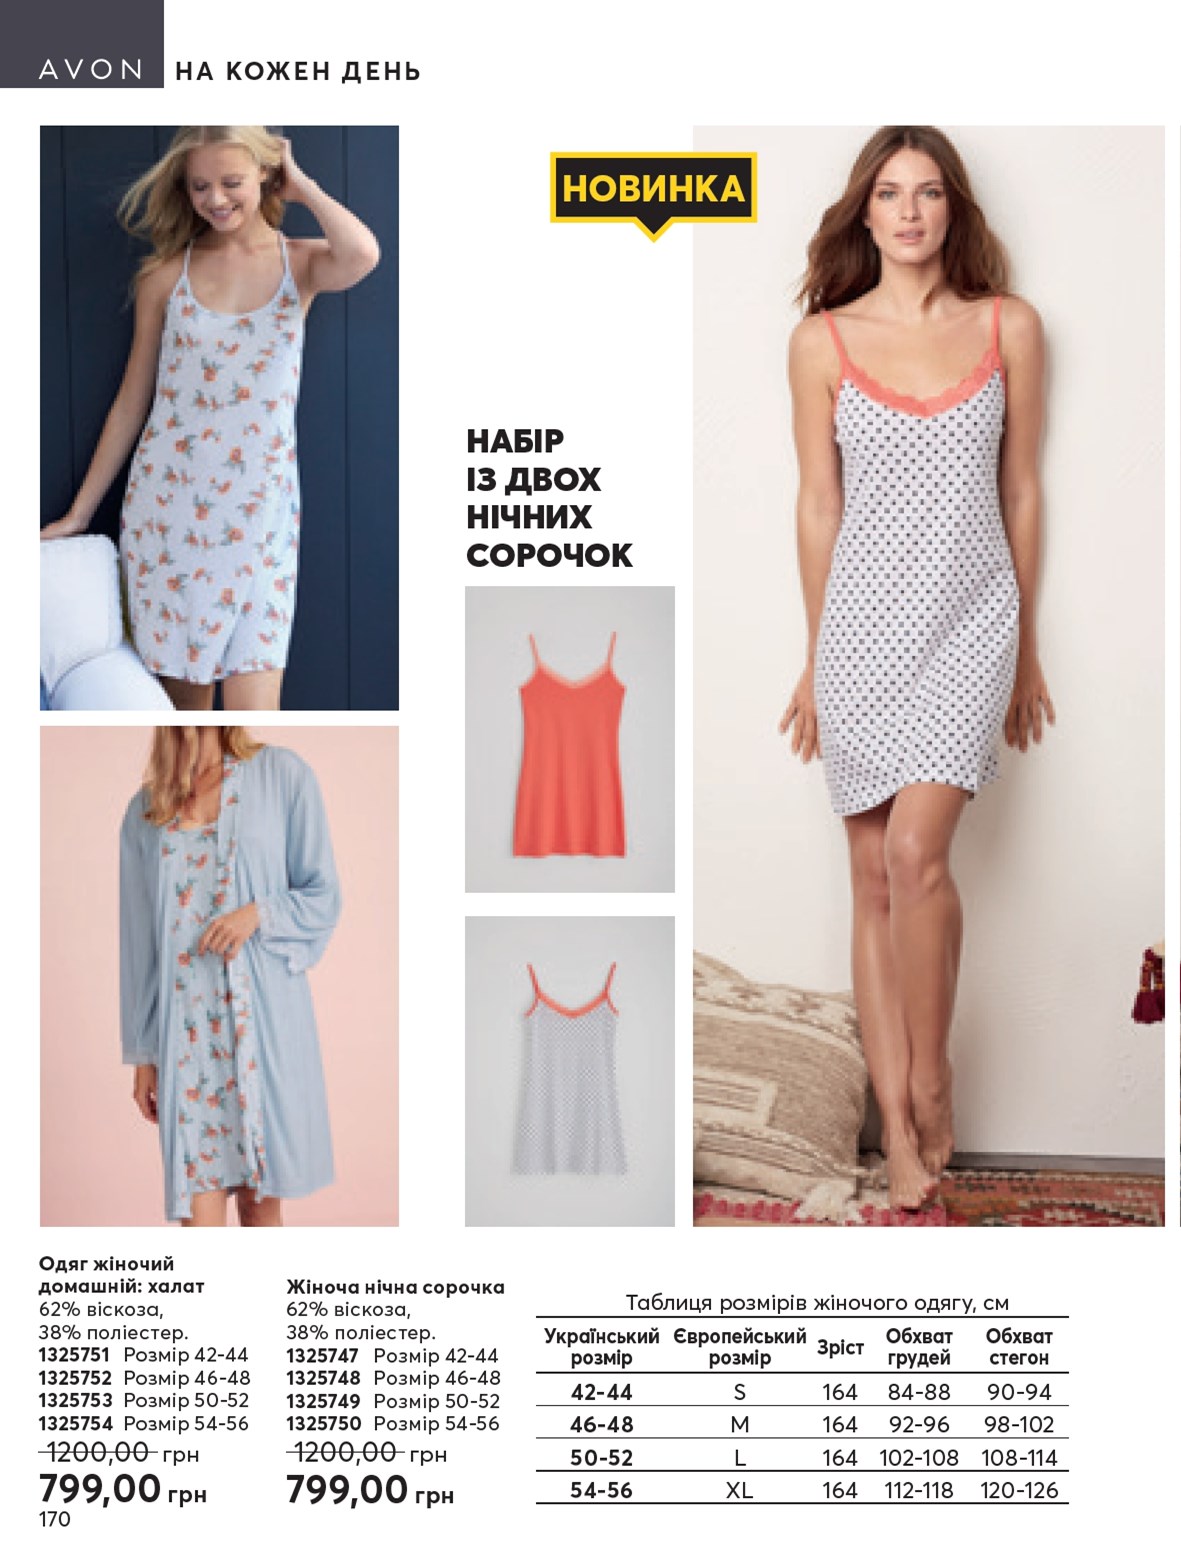 AVON НА КОЖЕН ДЕНЬ
НОВИНКА
НАБІР
ІЗ ДВОХ
НІЧНИХ
СОРОЧОК
Одяг жіночий
домашній: халат
62% віскоза,
38% поліестер.
1325751 Розмір 42-44
1325752 Розмір 46-48
1325753 Розмір 50-52
1325754 Розмір 54-56
1200,00 грн
799,00 грн
Жіноча нічна сорочка
62% віскоза,
38% поліестер.
1325747 Розмір 42-44
1325748 Розмір 46-48
1325749 Розмір 50-52
1325750 Розмір 54-56
1200,00 грн
799,00 грн
Таблиця розмірів жіночого одягу, см
Український Європейський Зріст Обхват Обхват
розмір розмір грудей стегон
42-44 S 164 84-88 90-94
46-48 M 164 92-96 98-102
50-52 L 164 102-108 108-114
54-56 XL 164 112-118 120-126
170